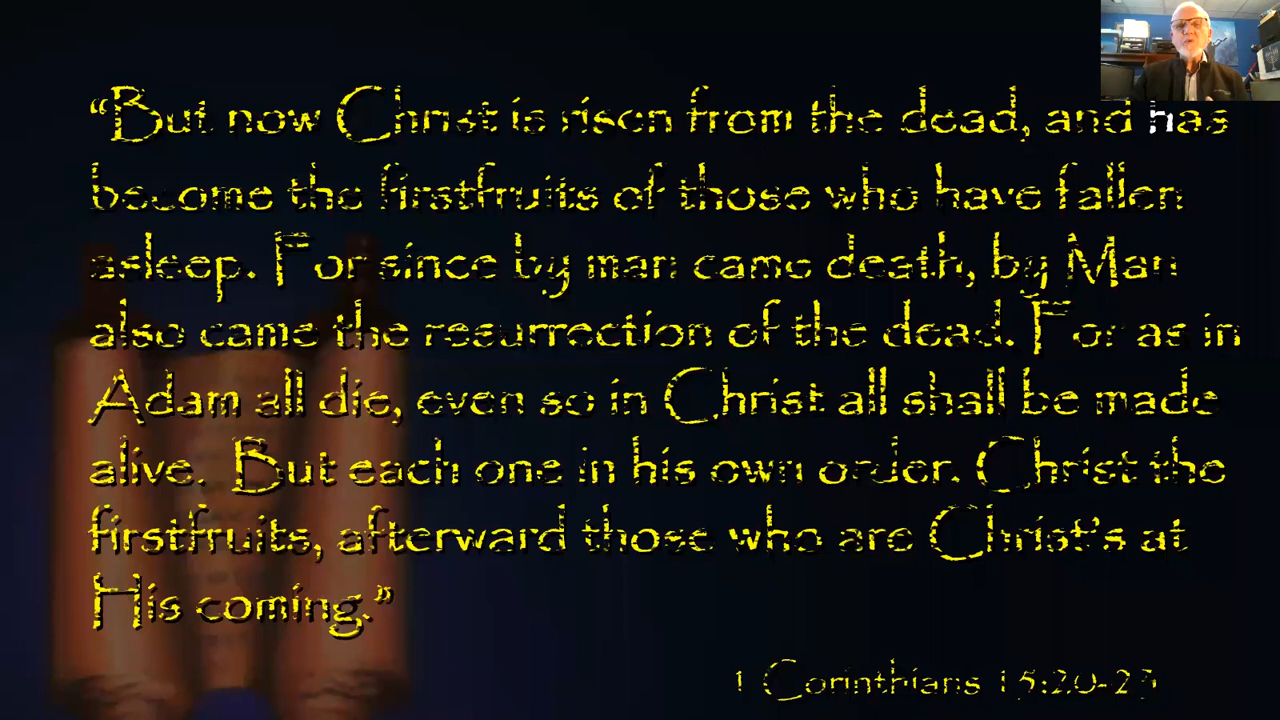 “But now Christ is risen from the dead, and has
become the firstfruits of those who have fallen
asleep. For since by man came death, by Man
also came the resurrection of the dead. For as in
Adam all die, even so in Christ all shall be made
alive. But each one in his own order. Christ the
firstfruits, afterward those who are Christ's at
His coming.”
1 Corinthians 15:20-23